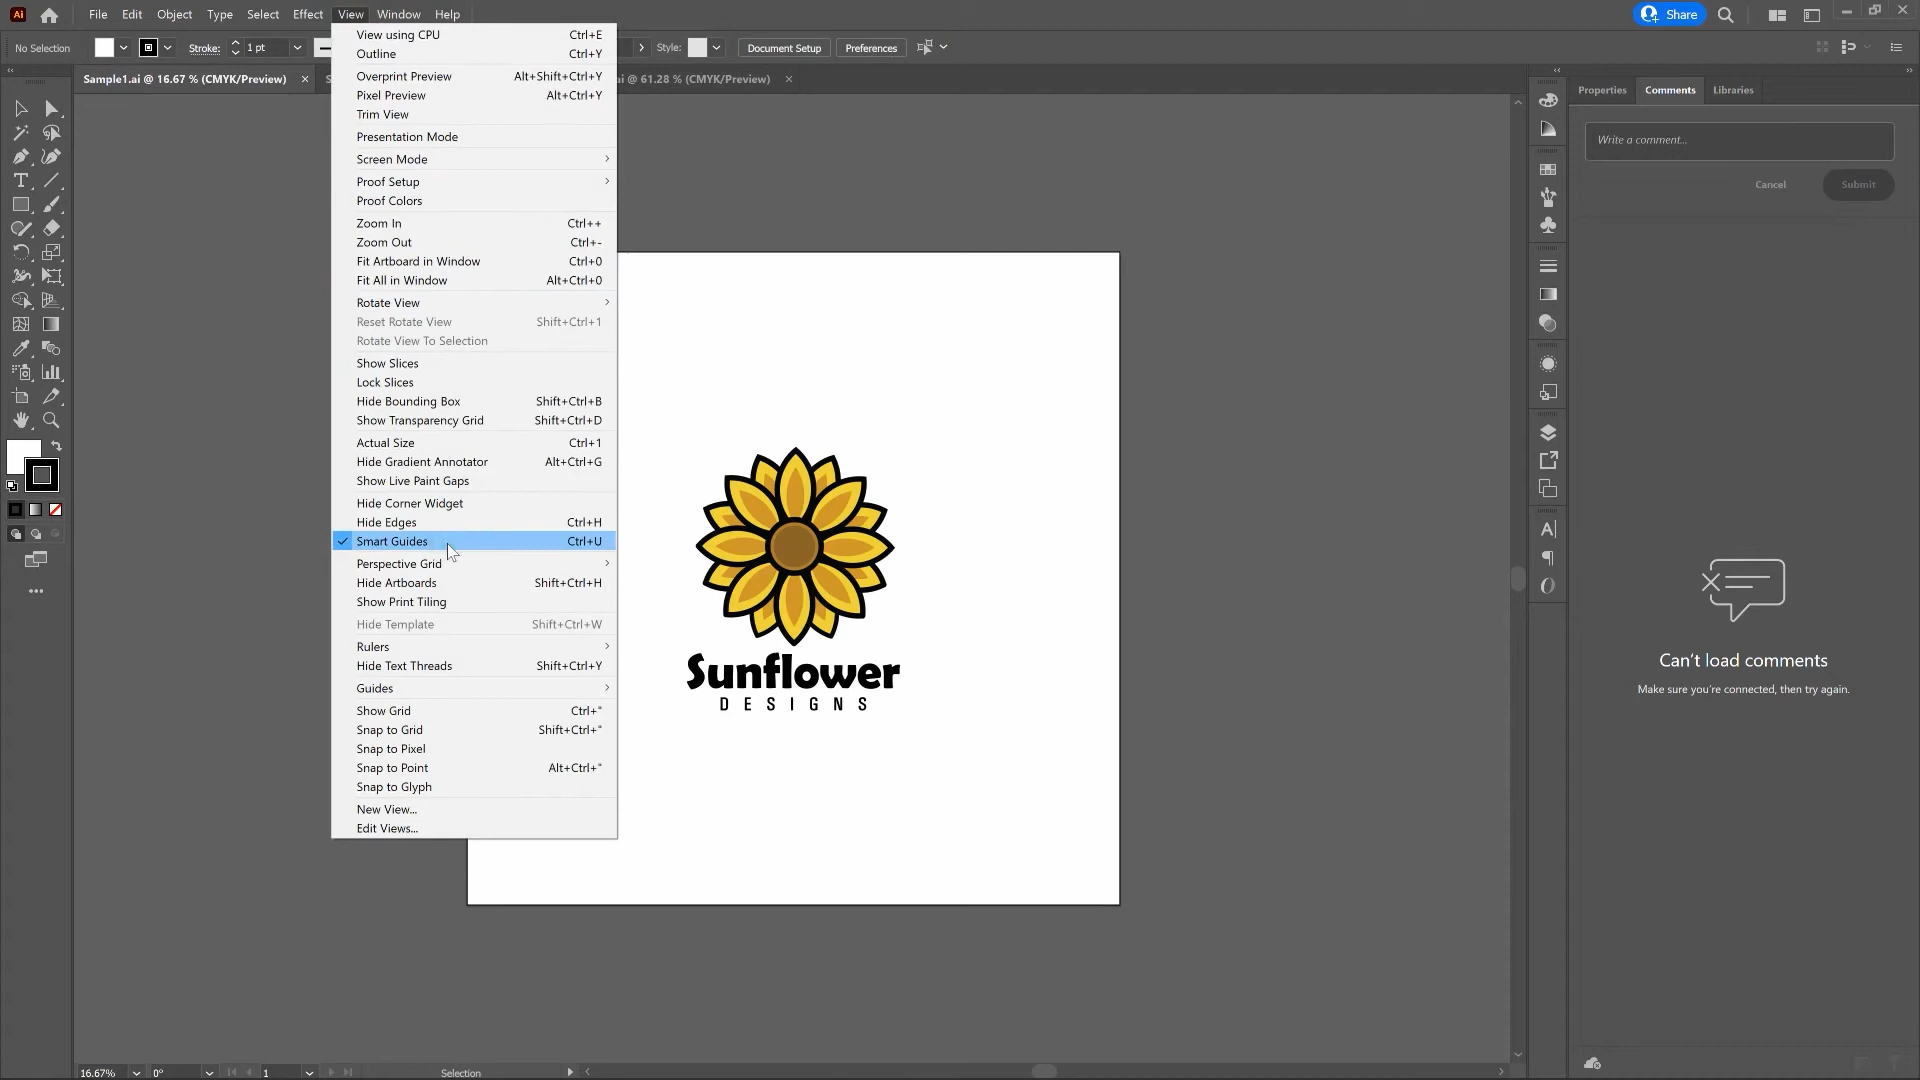 Ai File Edit Object Type Select Effect View Window Help Share
No Selection Stroke: 1 pt Style: Document Setup Preferences
Sample1.ai @ 16.67 % (CMYK/Preview) × S .ai @ 61.28 % (CMYK/Preview) ×
View using CPU Ctrl+E
Outline Ctrl+Y
Overprint Preview Alt+Shift+Ctrl+Y
Pixel Preview Alt+Ctrl+Y
Trim View
Presentation Mode
Screen Mode
Proof Setup
Proof Colors
Zoom In Ctrl++
Zoom Out Ctrl+-
Fit Artboard in Window Ctrl+0
Fit All in Window Alt+Ctrl+0
Rotate View
Reset Rotate View Shift+Ctrl+1
Rotate View To Selection
Show Slices
Lock Slices
Hide Bounding Box Shift+Ctrl+B
Show Transparency Grid Shift+Ctrl+D
Actual Size Ctrl+1
Hide Gradient Annotator Alt+Ctrl+G
Show Live Paint Gaps
Hide Corner Widget
Hide Edges Ctrl+H
Smart Guides Ctrl+U
Perspective Grid
Hide Artboards Shift+Ctrl+H
Show Print Tiling
Hide Template Shift+Ctrl+W
Rulers
Hide Text Threads Shift+Ctrl+Y
Guides
Show Grid Ctrl+"
Snap to Grid Shift+Ctrl+"
Snap to Pixel
Snap to Point Alt+Ctrl+"
Snap to Glyph
New View...
Edit Views...
Sunflower
DESIGNS
Properties Comments Libraries
Write a comment...
Cancel Submit
Can't load comments
Make sure you're connected, then try again.
16.67% 0° 1 Selection